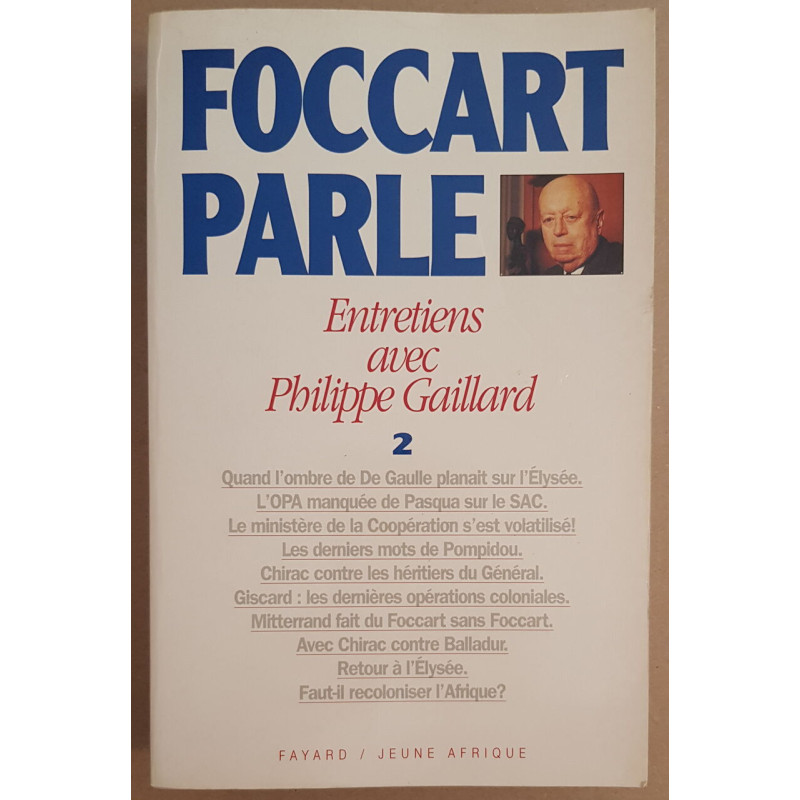 FOCCART
PARLE
Entretiens
avec
Philippe Gaillard
2
Quand l'ombre de De Gaulle planait sur l'Élysée.
L'OPA manquée de Pasqua sur le SAC.
Le ministère de la Coopération s'est volatilisé!
Les derniers mots de Pompidou.
Chirac contre les héritiers du Général.
Giscard : les dernières opérations coloniales.
Mitterrand fait du Foccart sans Foccart.
Avec Chirac contre Balladur.
Retour à l'Élysée.
Faut-il recoloniser l'Afrique?
FAYARD / JEUNE AFRIQUE